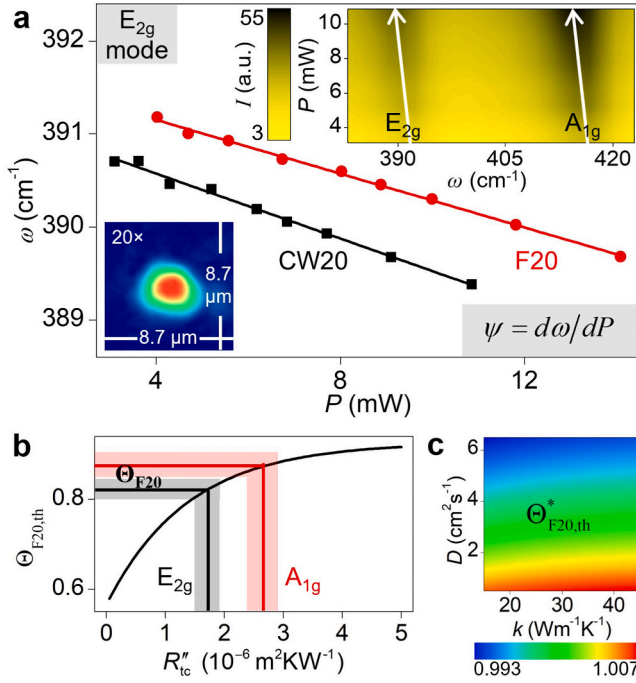 a
E2g
mode
392
391
390
389
ω (cm⁻¹)
4
8
12
P (mW)
CW20
F20
ψ = dω/dP
20×
8.7
µm
8.7 µm
55
3
I (a.u.)
10
8
6
4
P (mW)
E2g
A1g
390
405
420
ω (cm⁻¹)
b
ΘF20
0.8
0.6
ΘF20,th
E2g
A1g
0
1
2
3
4
5
R″tc (10⁻⁶ m²KW⁻¹)
c
6
4
2
D (cm²s⁻¹)
Θ*F20,th
20
30
40
k (Wm⁻¹K⁻¹)
0.993
1.007